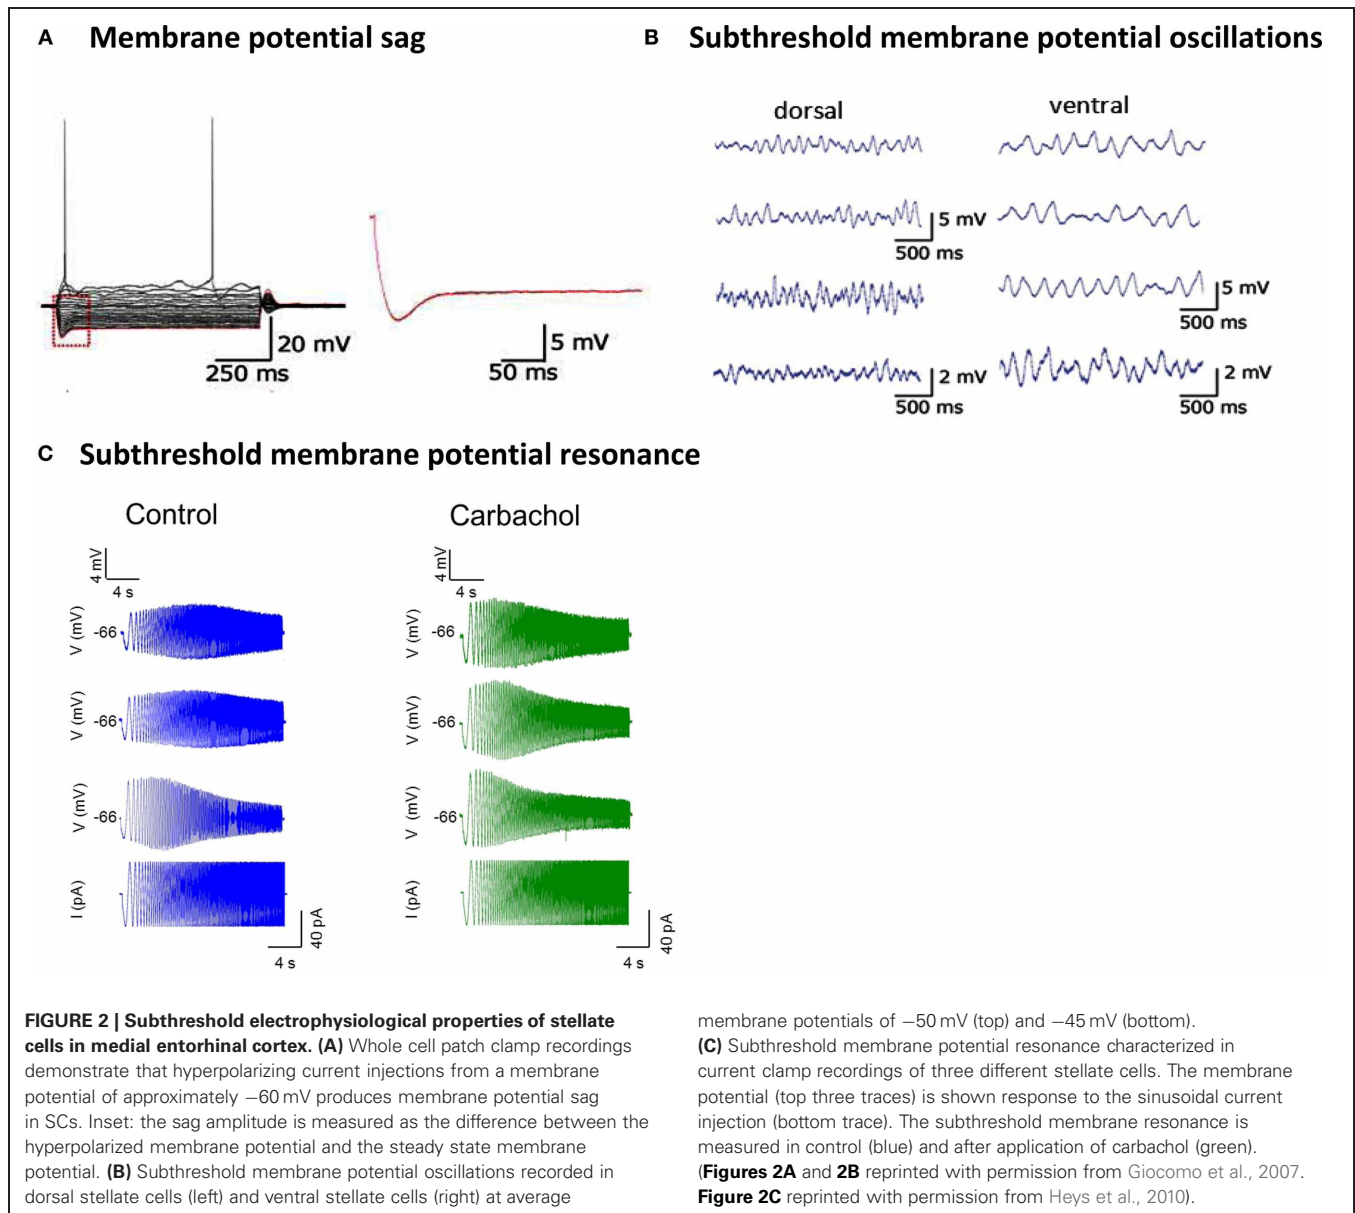 A Membrane potential sag
20 mV
250 ms
5 mV
50 ms
B Subthreshold membrane potential oscillations
dorsal
ventral
5 mV
500 ms
5 mV
500 ms
2 mV
500 ms
2 mV
500 ms
C Subthreshold membrane potential resonance
Control
4 mV
4 s
V (mV)
-66
V (mV)
-66
V (mV)
-66
I (pA)
40 pA
4 s
Carbachol
4 mV
4 s
V (mV)
-66
V (mV)
-66
V (mV)
-66
I (pA)
40 pA
4 s
FIGURE 2 | Subthreshold electrophysiological properties of stellate
cells in medial entorhinal cortex. (A) Whole cell patch clamp recordings
demonstrate that hyperpolarizing current injections from a membrane
potential of approximately −60 mV produces membrane potential sag
in SCs. Inset: the sag amplitude is measured as the difference between the
hyperpolarized membrane potential and the steady state membrane
potential. (B) Subthreshold membrane potential oscillations recorded in
dorsal stellate cells (left) and ventral stellate cells (right) at average
membrane potentials of −50 mV (top) and −45 mV (bottom).
(C) Subthreshold membrane potential resonance characterized in
current clamp recordings of three different stellate cells. The membrane
potential (top three traces) is shown response to the sinusoidal current
injection (bottom trace). The subthreshold membrane resonance is
measured in control (blue) and after application of carbachol (green).
(Figures 2A and 2B reprinted with permission from Giocomo et al., 2007.
Figure 2C reprinted with permission from Heys et al., 2010).